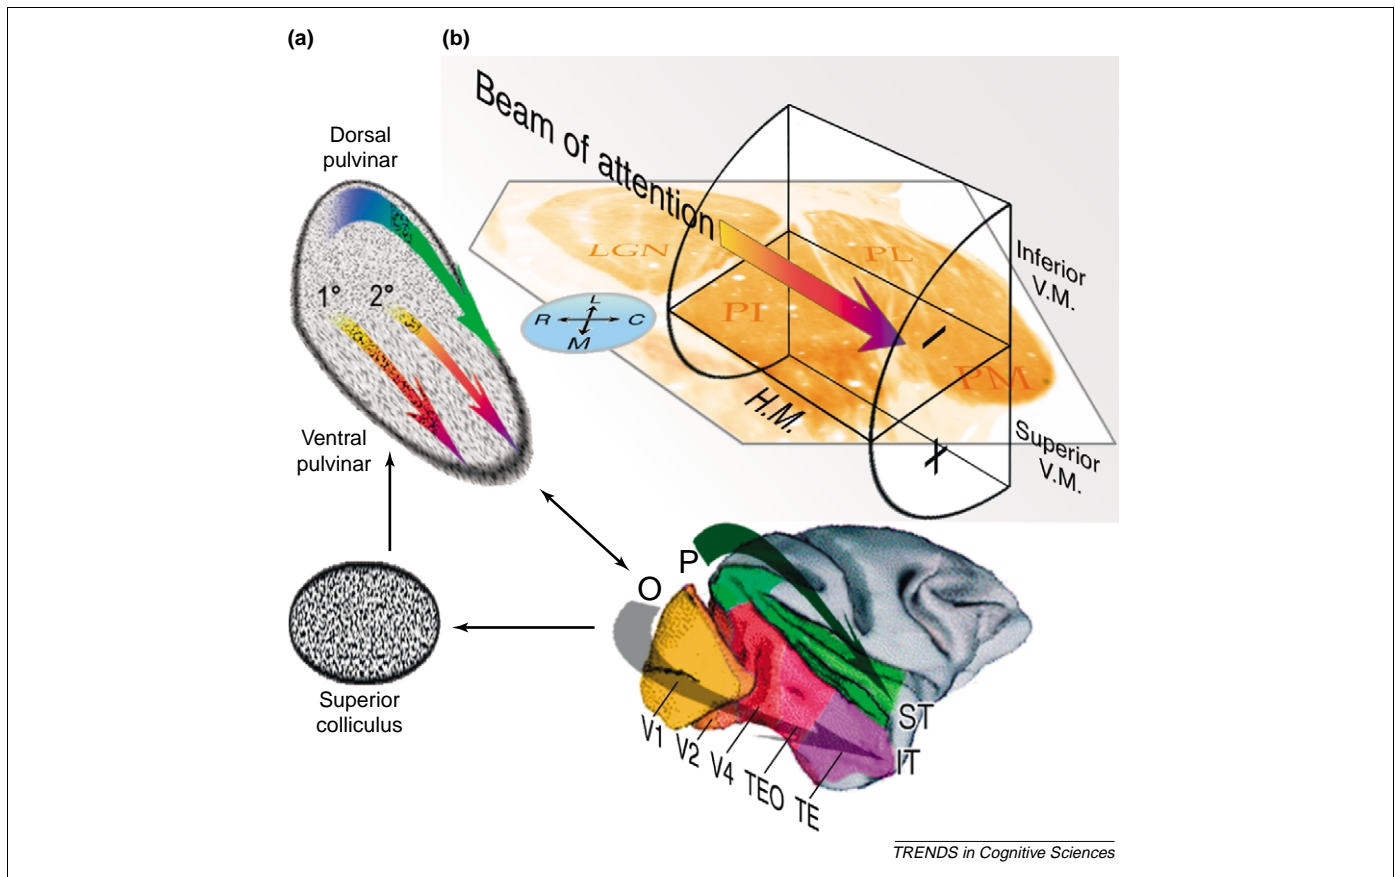 (a)
(b)
Beam of attention
Dorsal
pulvinar
1° 2°
Ventral
pulvinar
LGN
PL
PI
PM
L
R C
M
H.M.
Inferior
V.M.
Superior
V.M.
−
+
Superior
colliculus
O
P
V1
V2
V4
TEO
TE
ST
IT
TRENDS in Cognitive Sciences